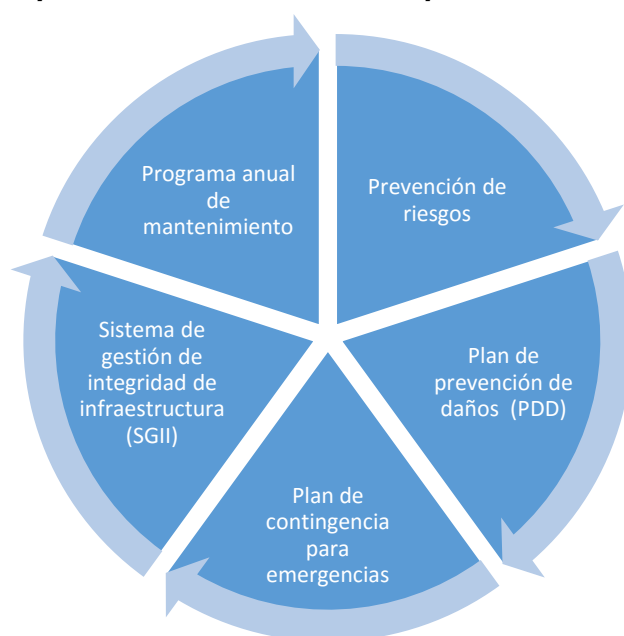 Programa anual
de
mantenimiento
Prevención de
riesgos
Plan de
prevención de
daños (PDD)
Plan de
contingencia
para
emergencias
Sistema de
gestión de
integridad de
infraestructura
(SGII)